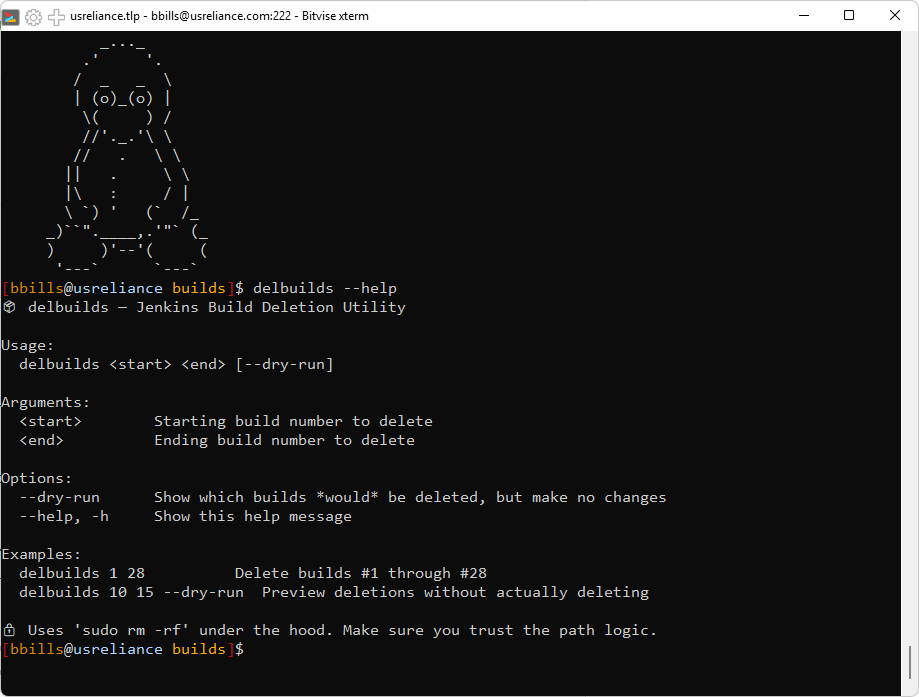 usreliance.tlp - bbills@usreliance.com:222 - Bitvise xterm
[bbills@usreliance builds]$ delbuilds --help
delbuilds — Jenkins Build Deletion Utility
Usage:
delbuilds <start> <end> [--dry-run]
Arguments:
<start> Starting build number to delete
<end> Ending build number to delete
Options:
--dry-run Show which builds *would* be deleted, but make no changes
--help, -h Show this help message
Examples:
delbuilds 1 28 Delete builds #1 through #28
delbuilds 10 15 --dry-run Preview deletions without actually deleting
Uses 'sudo rm -rf' under the hood. Make sure you trust the path logic.
[bbills@usreliance builds]$